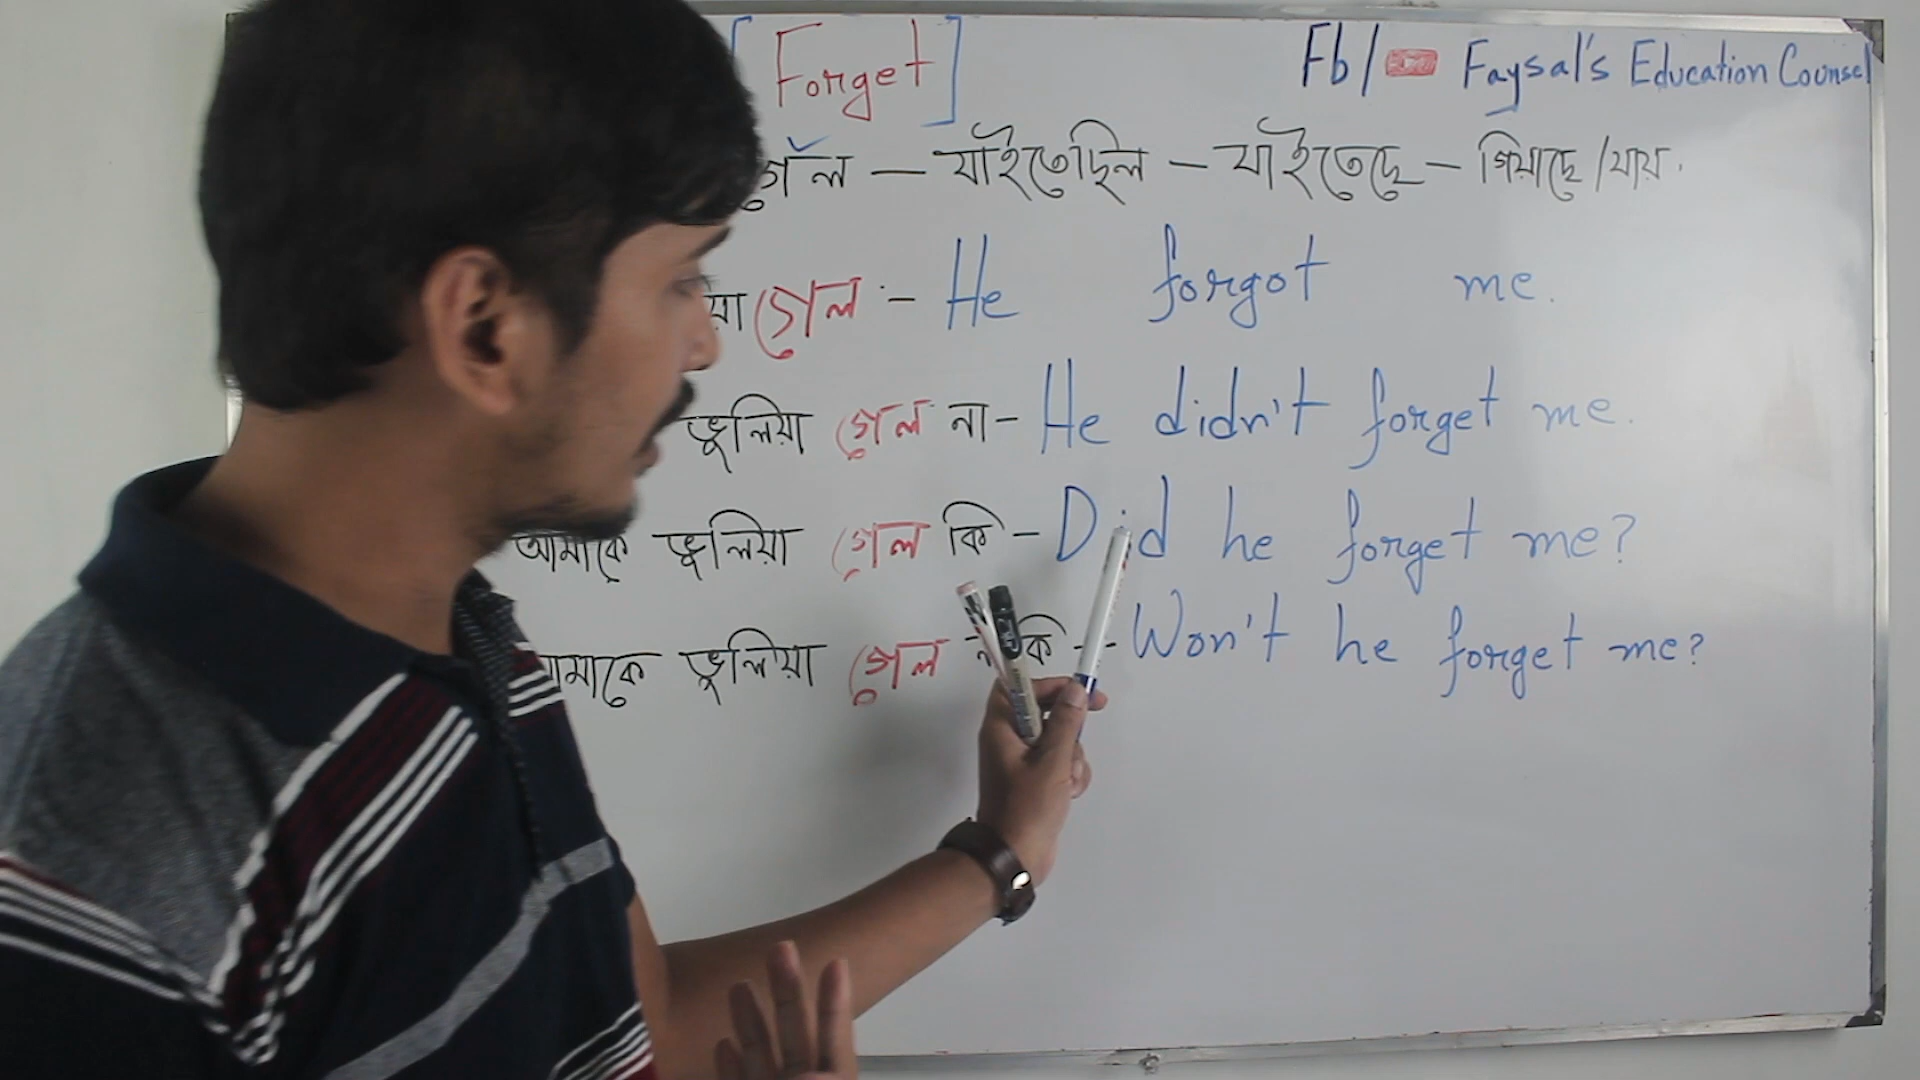 [Forget] Fb/ Faysal's Education Counsel
গেল — যাইতেছিল — যাইতেছে — গিয়াছে/যায়.
য়া গেল :- He forgot me.
ভুলিয়া গেল না - He didn't forget me.
আমাকে ভুলিয়া গেল কি - Did he forget me?
মাকে ভুলিয়া গেল কি - Won't he forget me?